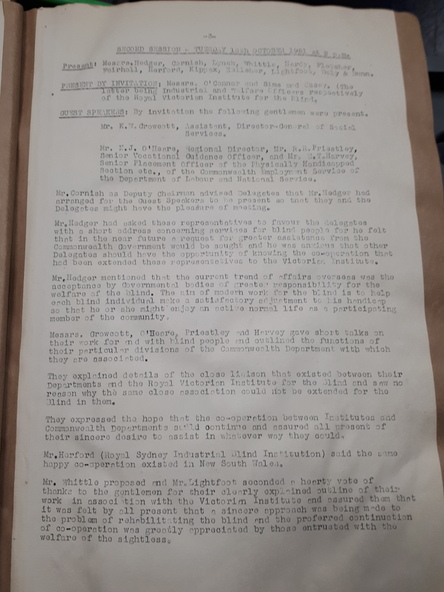 -3-
SECOND SESSION - TUESDAY OCTOBER at 2 p.m.
Present: Messrs. Hedger, Cornish, Lynch, Whittle,
Harford, Lightfoot,
PRESENT BY INVITATION: Messrs. O'Connor and (The
latter being Industrial and Welfare Officers respectively
of the Royal Victorian Institute for the Blind.
GUEST SPEAKERS: By invitation the following gentlemen were present.
Mr. K.W. Crowcott, Assistant, Director-General of Social
Services.
Mr. N.J. O'Heare, Regional Director, Mr. R.H. Priestley,
Senior Vocational Guidance Officer, and Mr. Harvey,
Senior Placement Officer of the Physically Handicapped
Section etc., of the Commonwealth Employment Service of
the Department of Labour and National Service.
Mr. Cornish as Deputy Chairman advised Delegates that Mr. Hedger had
arranged for the Guest Speakers to be present so that they and the
Delegates might have the pleasure of meeting.
Mr. Hedger had asked these representatives to favour the delegates
with a short address concerning services for blind people for he felt
that in the near future a request for greater assistance from the
Commonwealth Government would be sought and he was anxious that other
Delegates should have the opportunity of knowing the co-operation that
had been extended those representatives to the Victorian Institute.
Mr. Hedger mentioned that the current trend of affairs overseas was the
acceptance by Governmental bodies of greater responsibility for the
welfare of the blind. The aim of modern work for the blind is to help
each blind individual make a satisfactory adjustment to his handicap
so that he or she might enjoy an active normal life as a participating
member of the community.
Messrs. Crowcott, O'Heare, Priestley and Harvey gave short talks on
their work for and with blind people and outlined the functions of
their particular divisions of the Commonwealth Department with which
they are associated.
They explained details of the close liaison that existed between their
Departments and the Royal Victorian Institute for the Blind and saw no
reason why the same close association could not be extended for the
Blind in them.
They expressed the hope that the co-operation between Institutes and
Commonwealth Departments would continue and assured all present of
their sincere desire to assist in whatever way they could.
Mr. Harford (Royal Sydney Industrial Blind Institution) said the same
happy co-operation existed in New South Wales.
Mr. Whittle proposed and Mr. Lightfoot seconded a hearty vote of
thanks to the gentlemen for their clearly explained outline of their
work in association with the Victorian Institute and assured them that
it was felt by all present that a sincere approach was being made to
the problem of rehabilitating the blind and the proferred continuation
of co-operation was greatly appreciated by those entrusted with the
welfare of the sightless.